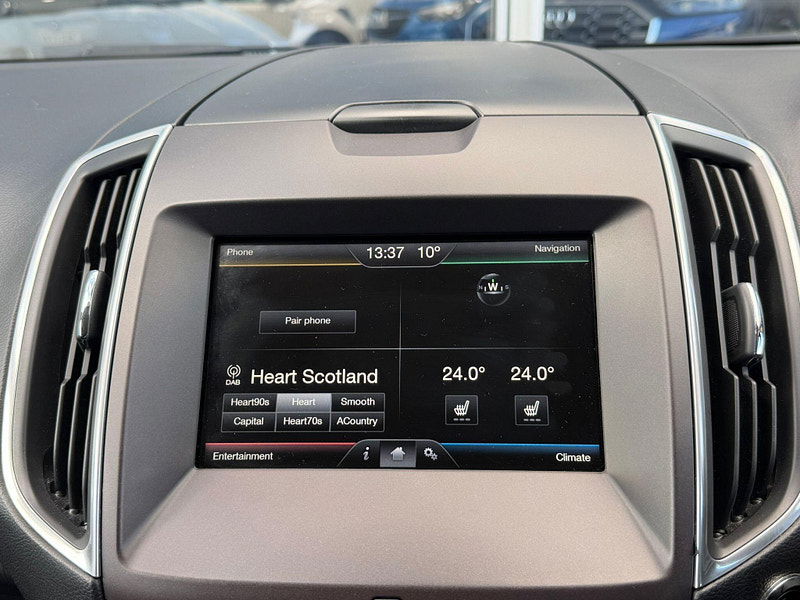 Phone 13:37 10° Navigation
N W S
Pair phone
DAB Heart Scotland 24.0° 24.0°
Heart90s Heart Smooth
Capital Heart70s ACountry
Entertainment i Climate